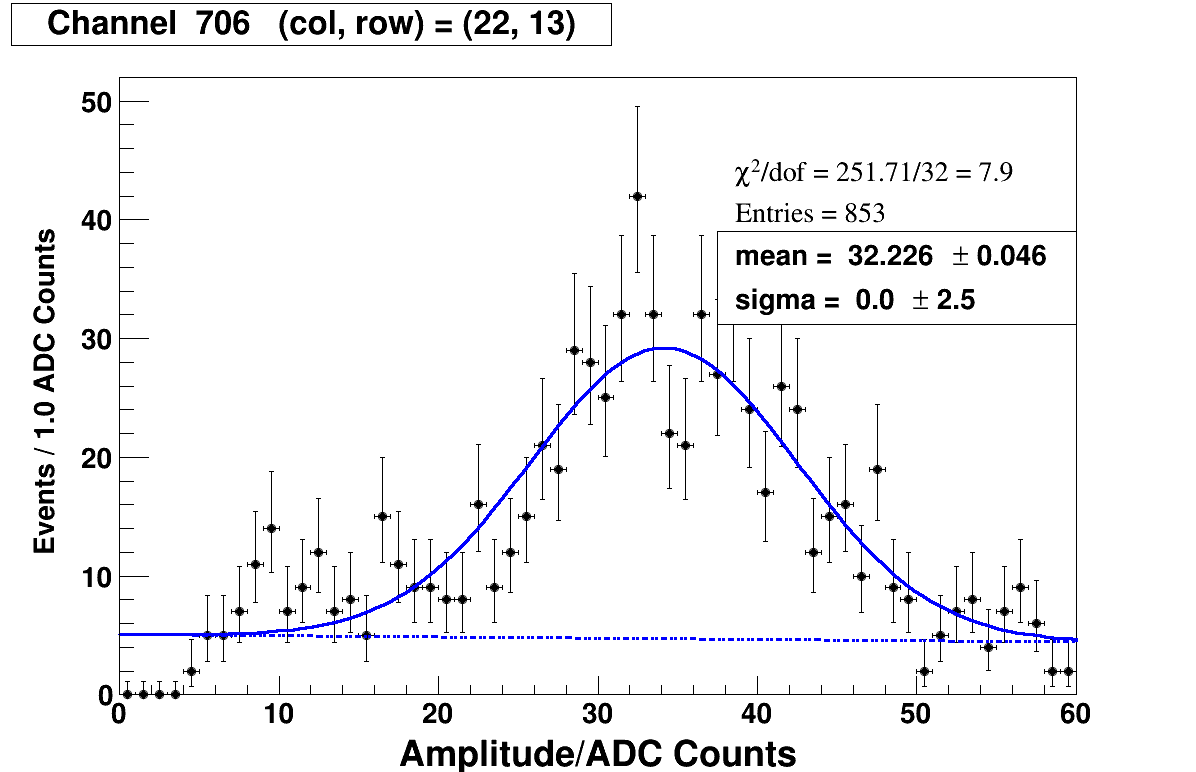 Channel 706 (col, row) = (22, 13)
χ²/dof = 251.71/32 = 7.9
Entries = 853
mean = 32.226 ± 0.046
sigma = 0.0 ± 2.5
Events / 1.0 ADC Counts
50
40
30
20
10
0
0 10 20 30 40 50 60
Amplitude/ADC Counts